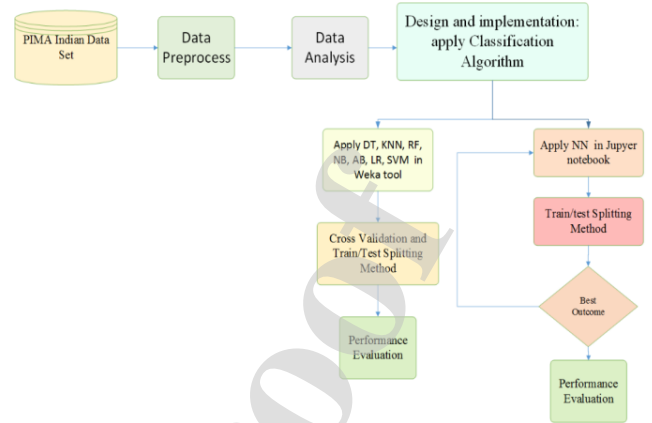 PIMA Indian Data
Set
Data
Preprocess
Data
Analysis
Design and implementation:
apply Classification
Algorithm
Apply DT, KNN, RF,
NB, AB, LR, SVM in
Weka tool
Cross Validation and
Train/Test Splitting
Method
Performance
Evaluation
Apply NN in Jupyer
notebook
Train/test Splitting
Method
Best
Outcome
Performance
Evaluation